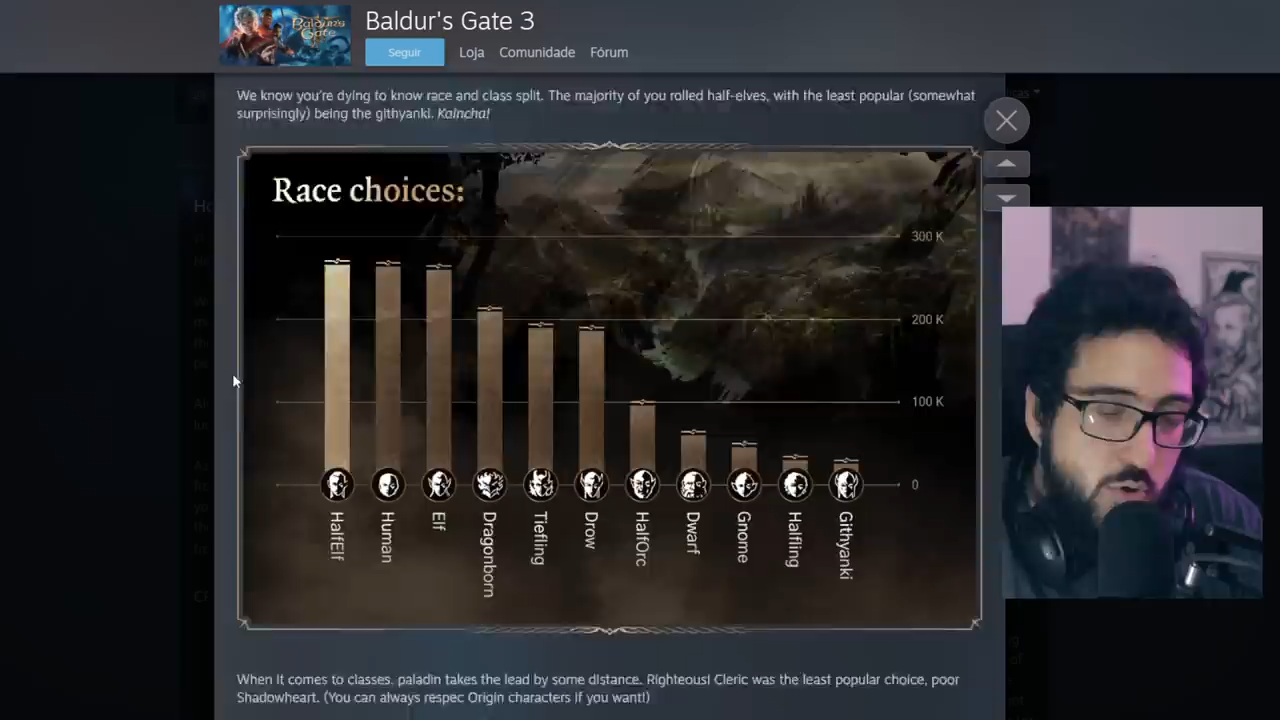 Baldur's Gate 3
Baldur's
Gate
Seguir
Loja
Comunidade
Fórum
We know you're dying to know race and class split. The majority of you rolled half-elves, with the least popular (somewhat
surprisingly) being the githyanki. Kaincha!
Race choices:
300 K
200 K
100 K
0
HalfElf
Human
Elf
Dragonborn
Tiefling
Drow
HalfOrc
Dwarf
Gnome
Halfling
Githyanki
When it comes to classes, paladin takes the lead by some distance. Righteous! Cleric was the least popular choice, poor
Shadowheart. (You can always respec Origin characters if you want!)